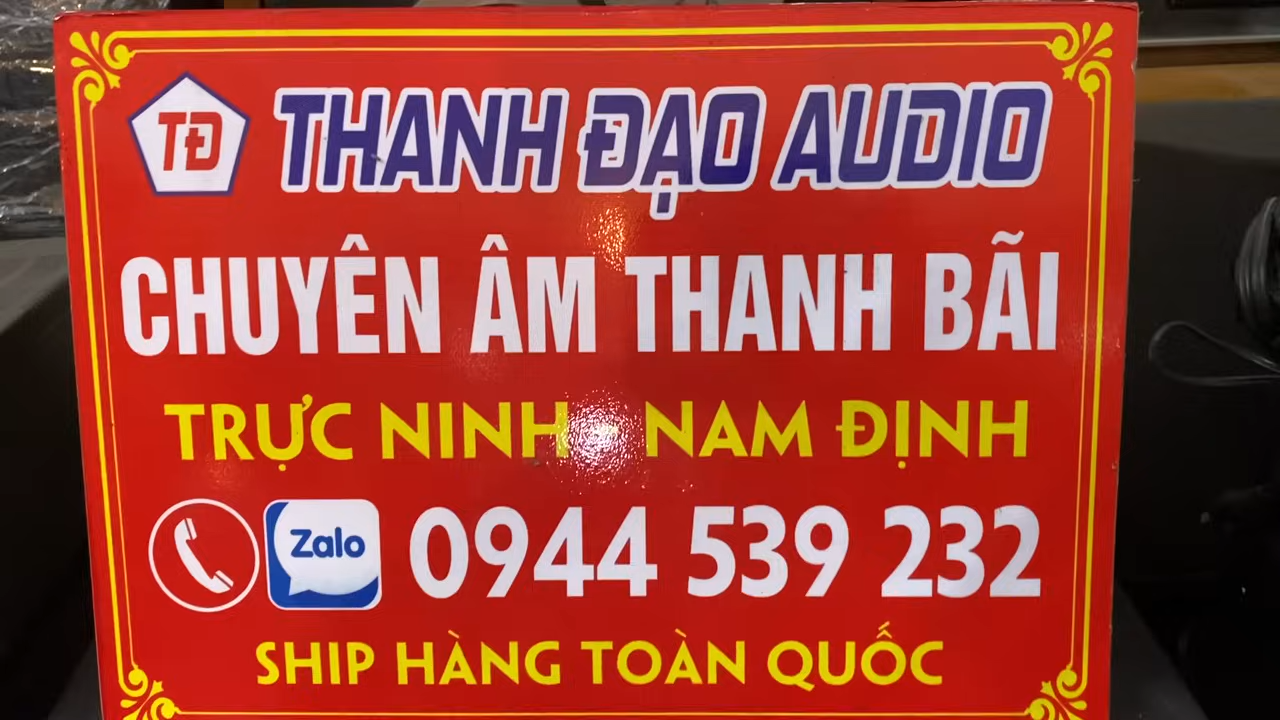 TĐ THANH ĐẠO AUDIO
CHUYÊN ÂM THANH BÃI
TRỰC NINH - NAM ĐỊNH
Zalo 0944 539 232
SHIP HÀNG TOÀN QUỐC